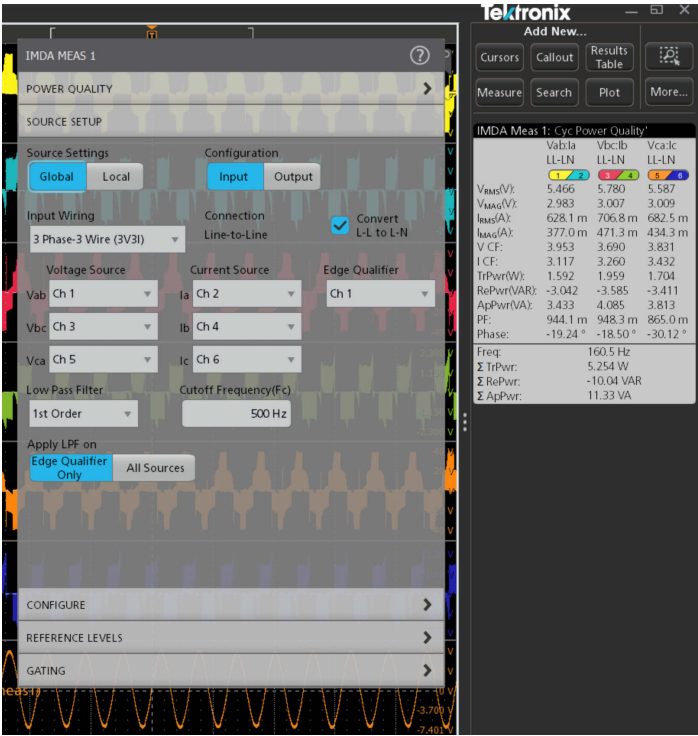 Tektronix
Add New...
Cursors
Callout
Results Table
Measure
Search
Plot
More...
IMDA MEAS 1
?
POWER QUALITY
SOURCE SETUP
Source Settings
Configuration
Global
Local
Input
Output
Input Wiring
Connection
3 Phase-3 Wire (3V3I)
Line-to-Line
Convert
L-L to L-N
Voltage Source
Current Source
Edge Qualifier
Vab Ch 1
Ia Ch 2
Ch 1
Vbc Ch 3
Ib Ch 4
Vca Ch 5
Ic Ch 6
Low Pass Filter
Cutoff Frequency(Fc)
1st Order
500 Hz
Apply LPF on
Edge Qualifier
Only
All Sources
CONFIGURE
REFERENCE LEVELS
GATING
0 V
-3.700 V
-7.401 V
IMDA Meas 1: Cyc Power Quality'
Vab:Ia Vbc:Ib Vca:Ic
LL-LN LL-LN LL-LN
1 2 3 4 5 6
VRMS(V): 5.466 5.780 5.587
VMAG(V): 2.983 3.007 3.009
IRMS(A): 628.1 m 706.8 m 682.5 m
IMAG(A): 377.0 m 471.3 m 434.3 m
V CF: 3.953 3.690 3.831
I CF: 3.117 3.260 3.432
TrPwr(W): 1.592 1.959 1.704
RePwr(VAR): -3.042 -3.585 -3.411
ApPwr(VA): 3.433 4.085 3.813
PF: 944.1 m 948.3 m 865.0 m
Phase: -19.24 ° -18.50 ° -30.12 °
Freq: 160.5 Hz
Σ TrPwr: 5.254 W
Σ RePwr: -10.04 VAR
Σ ApPwr: 11.33 VA